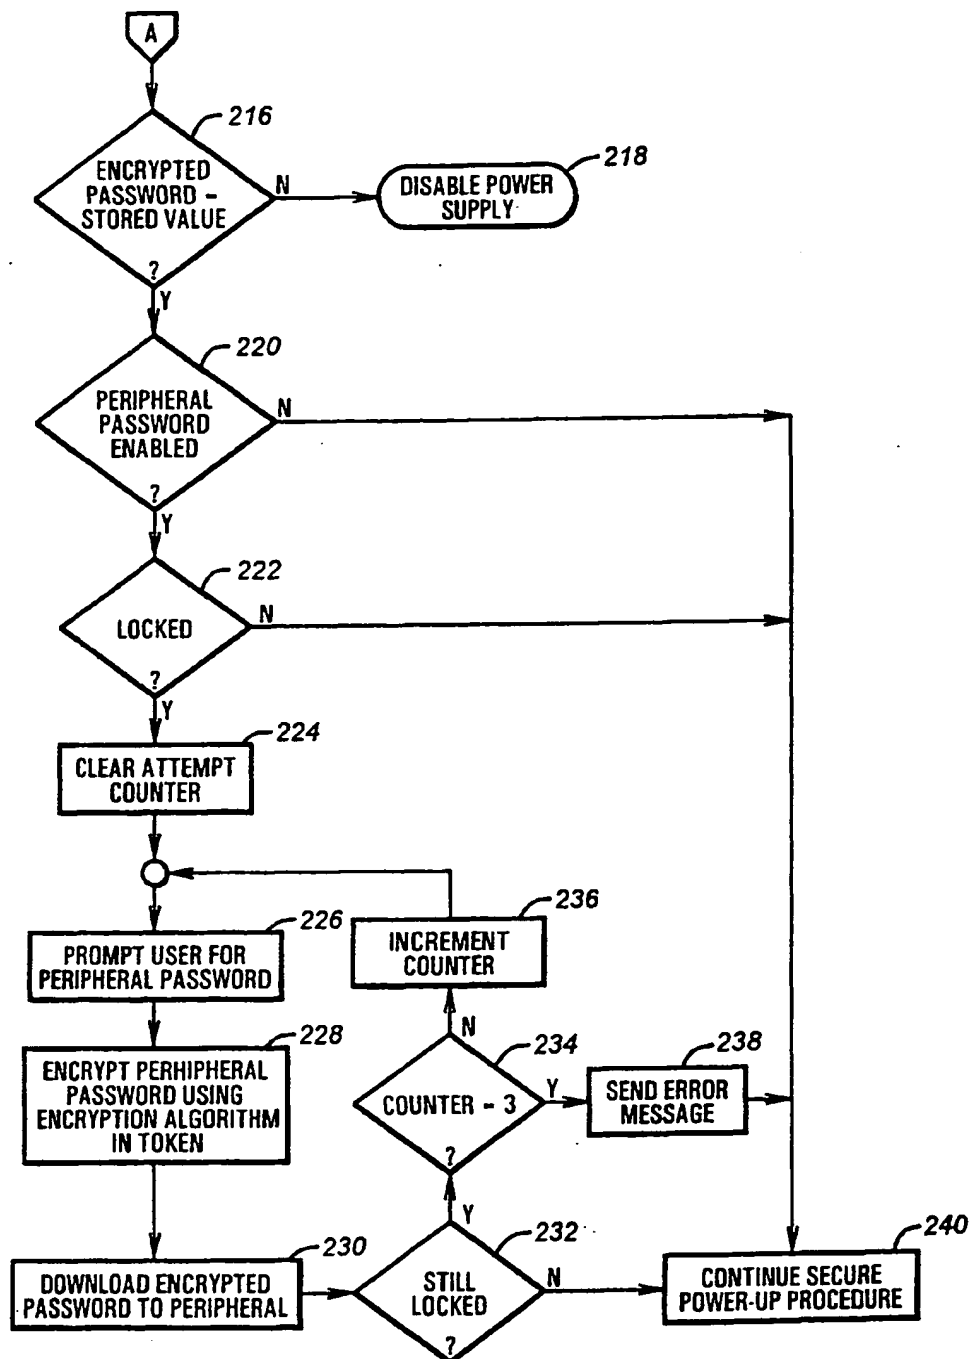 A
216
ENCRYPTED
PASSWORD -
STORED VALUE
?
N
Y
218
DISABLE POWER
SUPPLY
220
PERIPHERAL
PASSWORD
ENABLED
?
N
Y
222
LOCKED
?
N
Y
224
CLEAR ATTEMPT
COUNTER
226
PROMPT USER FOR
PERIPHERAL PASSWORD
228
ENCRYPT PERHIPHERAL
PASSWORD USING
ENCRYPTION ALGORITHM
IN TOKEN
230
DOWNLOAD ENCRYPTED
PASSWORD TO PERIPHERAL
232
STILL
LOCKED
?
Y
N
234
COUNTER - 3
?
N
Y
236
INCREMENT
COUNTER
238
SEND ERROR
MESSAGE
240
CONTINUE SECURE
POWER-UP PROCEDURE